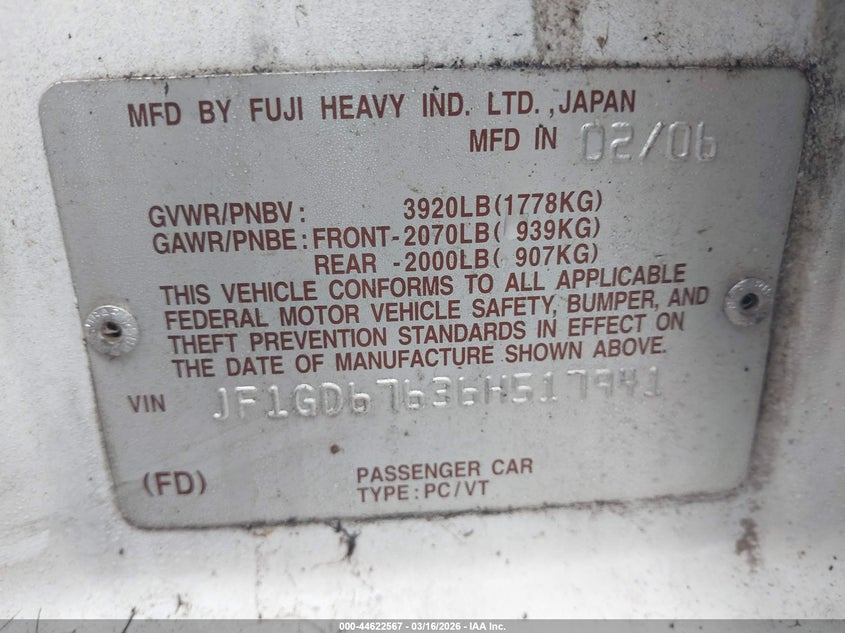 MFD BY FUJI HEAVY IND. LTD., JAPAN
MFD IN 02/06
GVWR/PNBV: 3920LB(1778KG)
GAWR/PNBE: FRONT-2070LB( 939KG)
REAR -2000LB( 907KG)
THIS VEHICLE CONFORMS TO ALL APPLICABLE
FEDERAL MOTOR VEHICLE SAFETY, BUMPER, AND
THEFT PREVENTION STANDARDS IN EFFECT ON
THE DATE OF MANUFACTURE SHOWN ABOVE.
VIN JF1GD67636H517941
(FD) PASSENGER CAR
TYPE: PC/VT
000-44622567 - 03/16/2026 - IAA Inc.